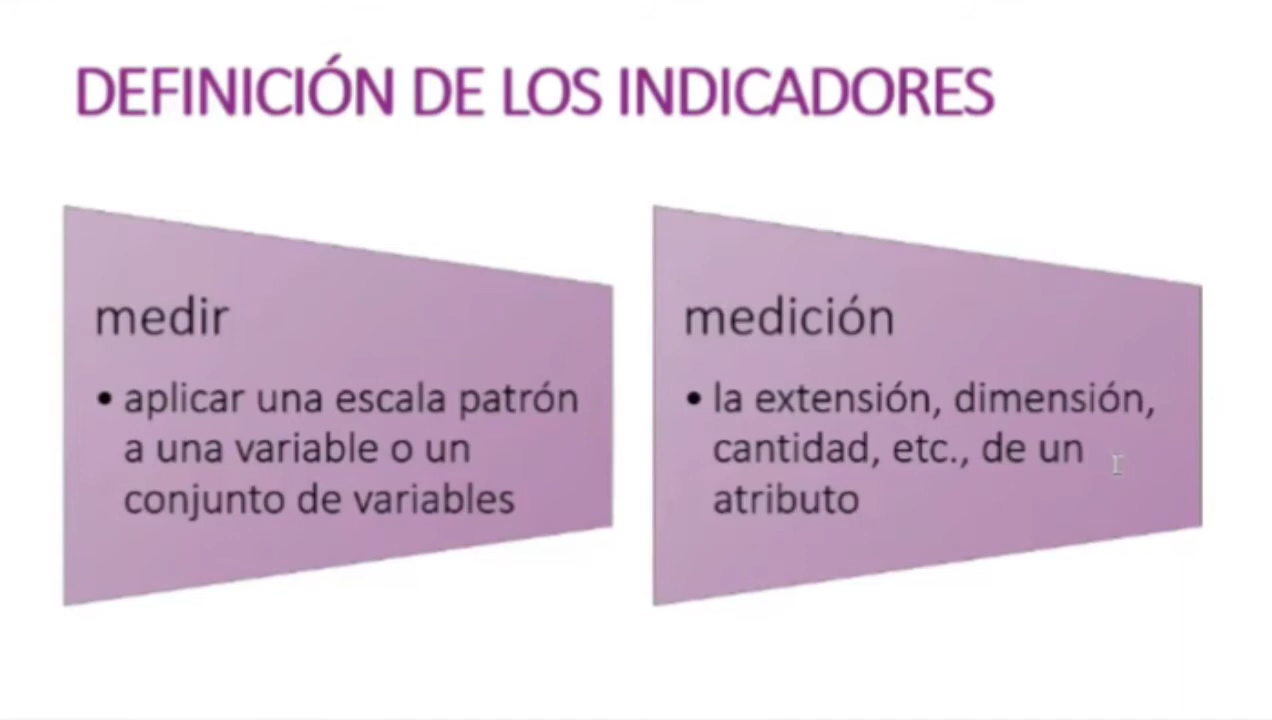 DEFINICIÓN DE LOS INDICADORES
medir
• aplicar una escala patrón
a una variable o un
conjunto de variables
medición
• la extensión, dimensión,
cantidad, etc., de un
atributo